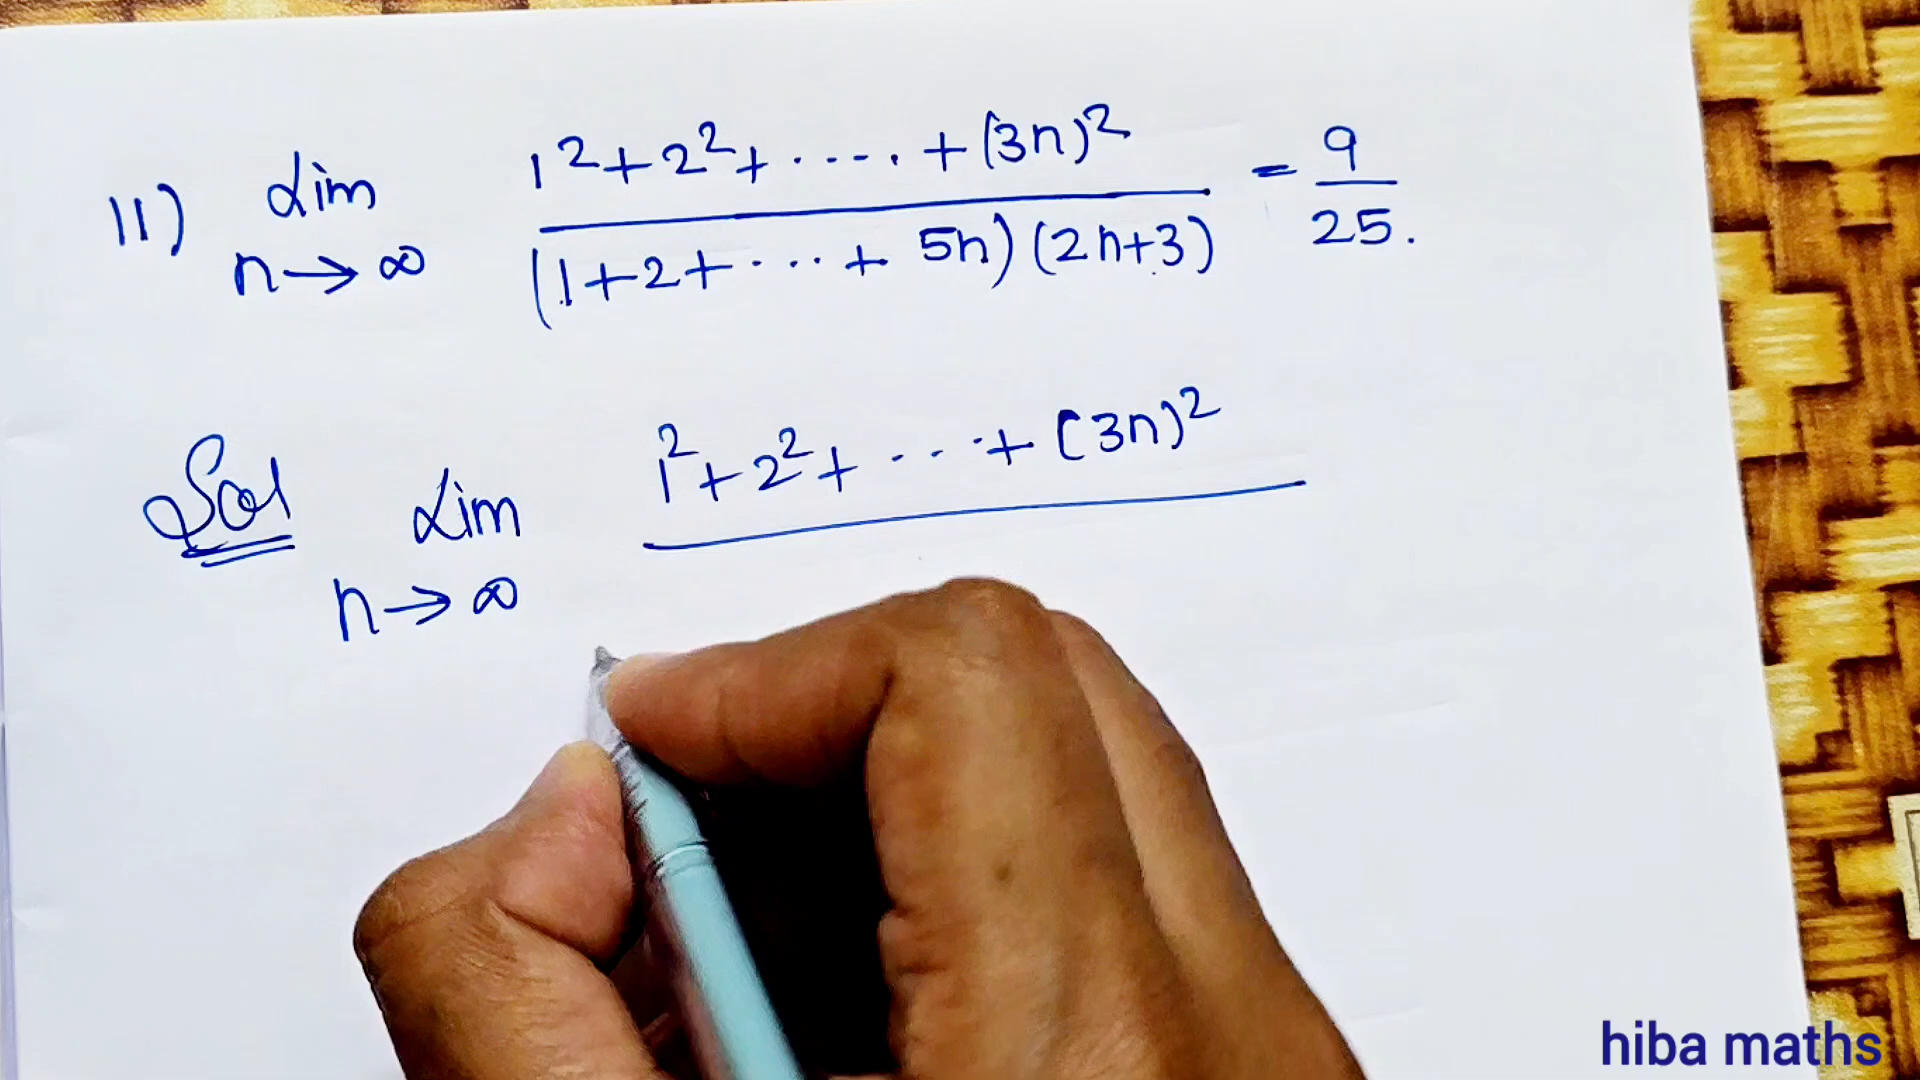 11) Lim n→∞ 1² + 2² + ..... + (3n)² / (1+2+ ... + 5n) (2n+3) = 9/25.
Sol Lim n→∞ 1² + 2² + ... + (3n)²
hiba maths